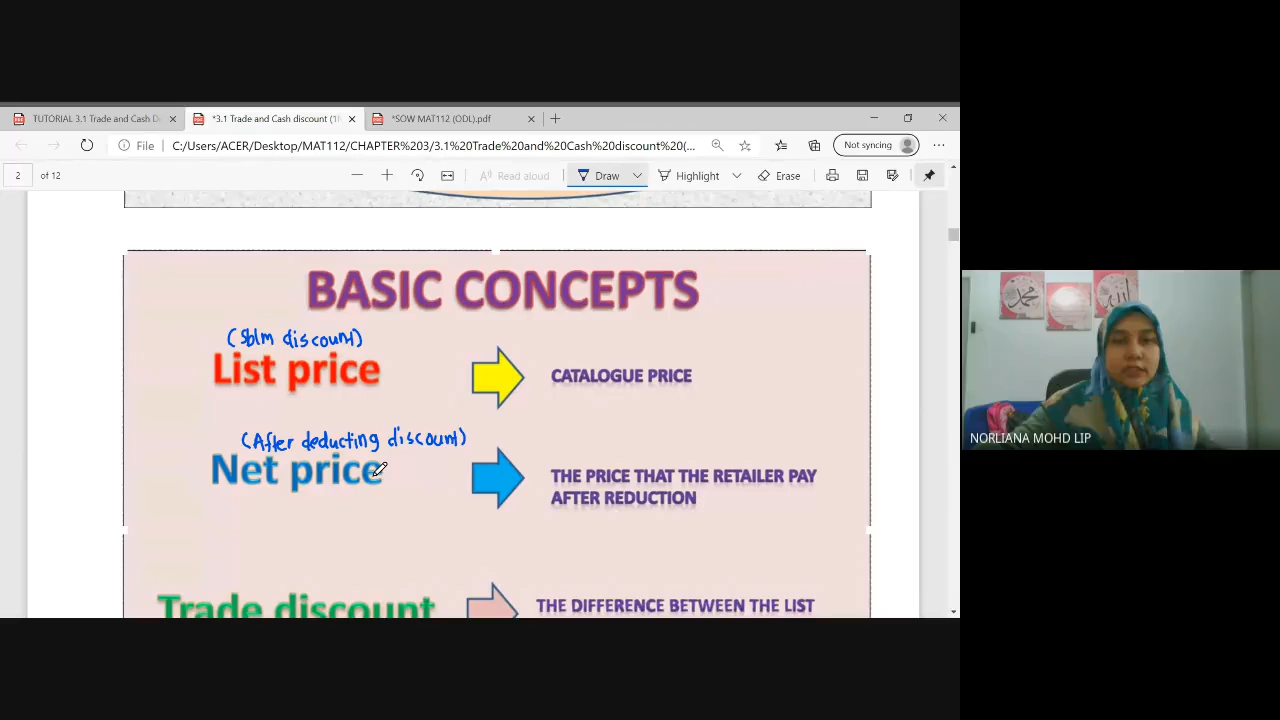 TUTORIAL 3.1 Trade and Cash D
*3.1 Trade and Cash discount (1
*SOW MAT112 (ODL).pdf
File
C:/Users/ACER/Desktop/MAT112/CHAPTER%203/3.1%20Trade%20and%20Cash%20discount%20(...
Not syncing
2 of 12
Read aloud
Draw
Highlight
Erase
BASIC CONCEPTS
(sblm discount)
List price
CATALOGUE PRICE
(After deducting discount)
Net price
THE PRICE THAT THE RETAILER PAY
AFTER REDUCTION
Trade discount
THE DIFFERENCE BETWEEN THE LIST
NORLIANA MOHD LIP